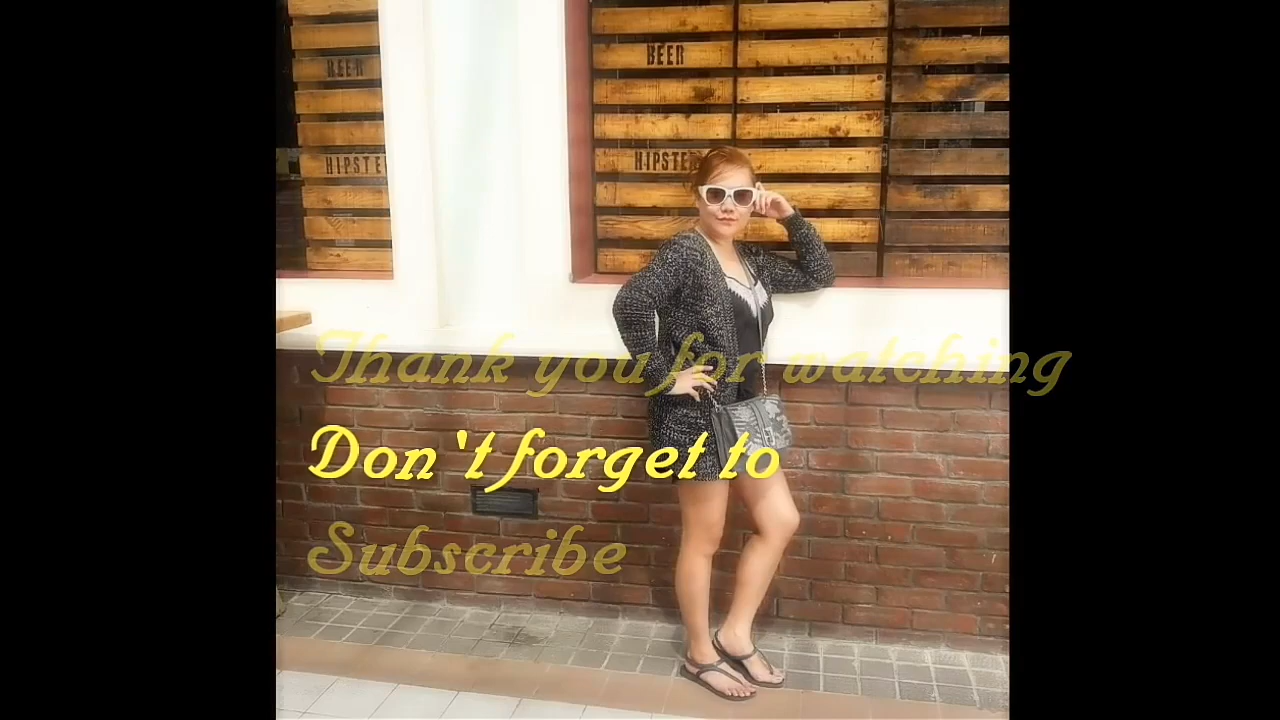 BEER
BEER
HIPSTE
HIPSTE
Thank you for watching
Don't forget to
Subscribe